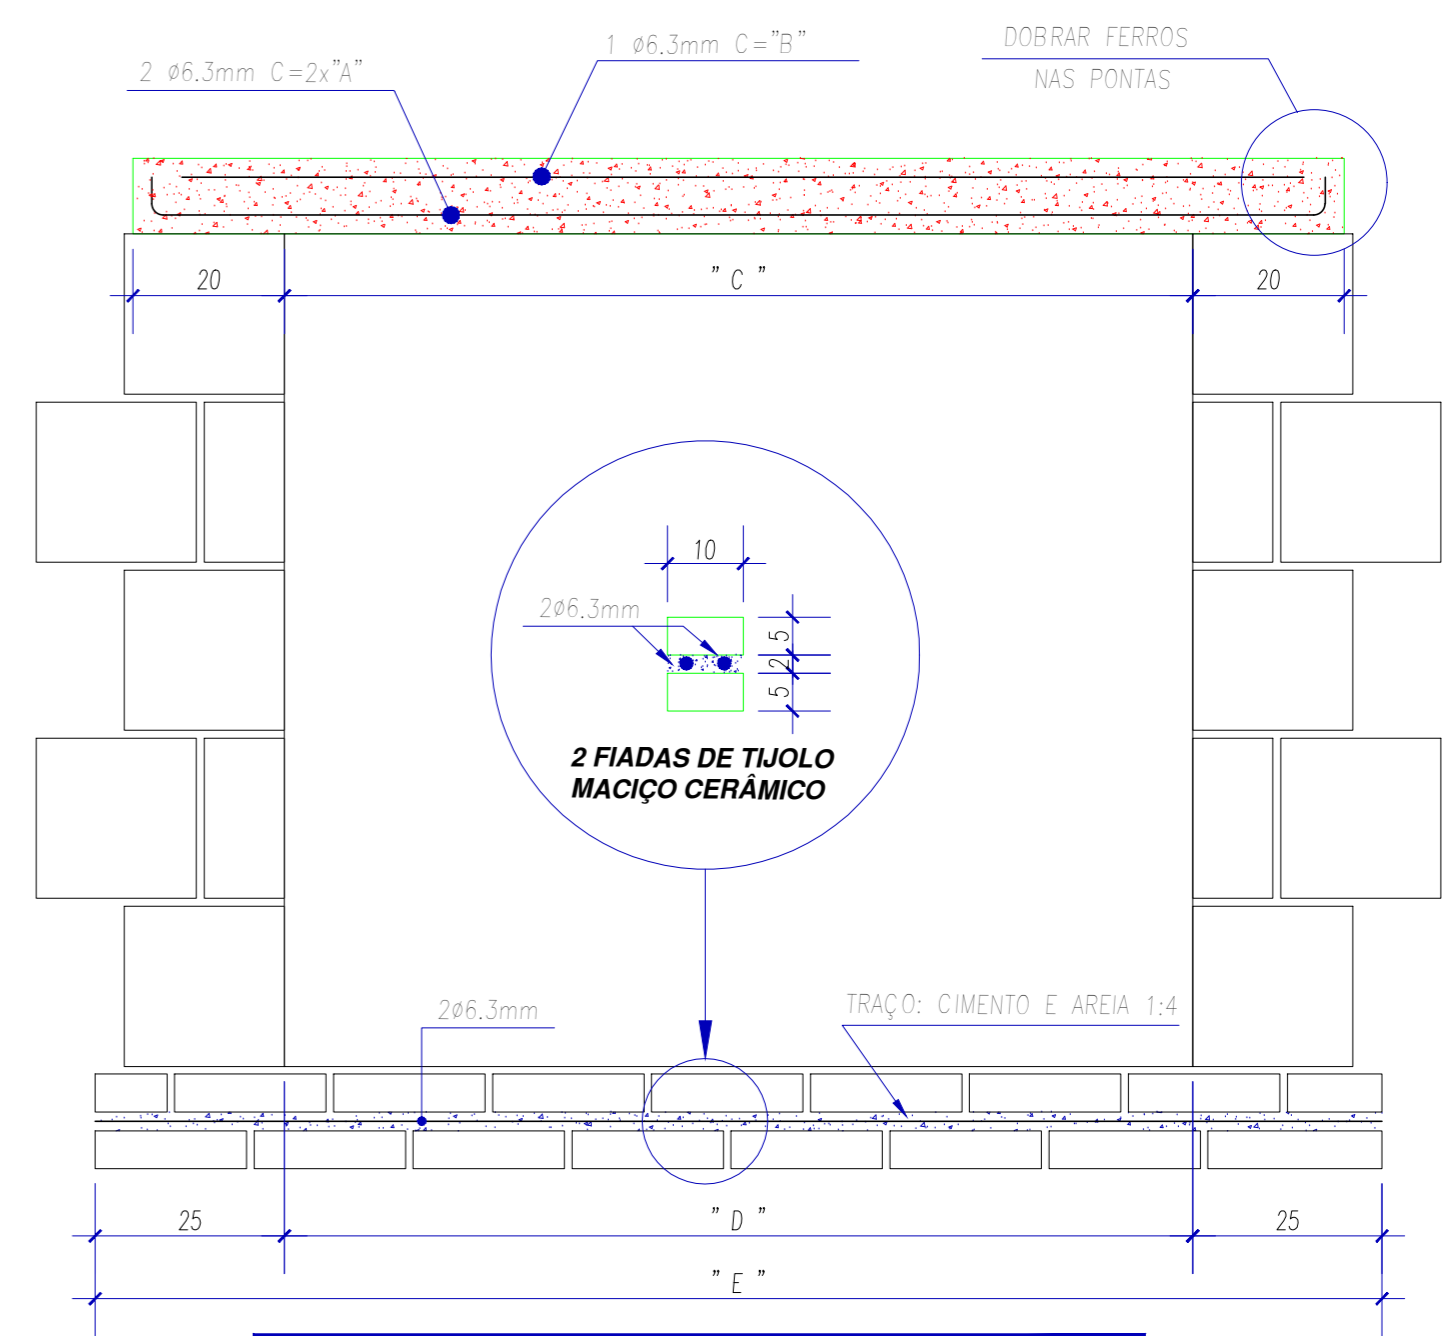 DOBRAR FERROS
NAS PONTAS
1 ø6.3mm C="B"
2 ø6.3mm C=2x"A"
20
" C "
20
10
2ø6.3mm
5
2
5
2 FIADAS DE TIJOLO
MACIÇO CERÂMICO
2ø6.3mm
TRAÇO: CIMENTO E AREIA 1:4
25
" D "
25
" E "